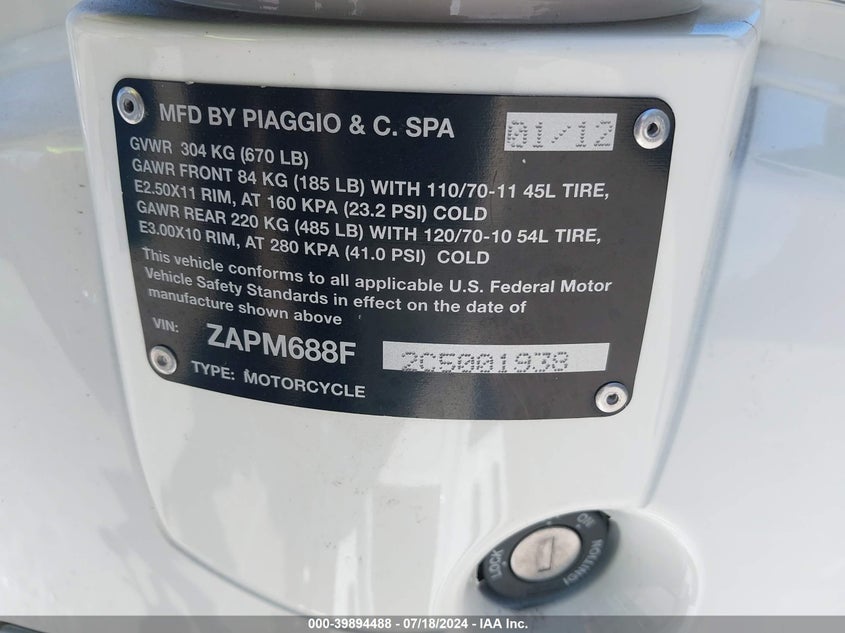 MFD BY PIAGGIO & C. SPA 01/12
GVWR 304 KG (670 LB)
GAWR FRONT 84 KG (185 LB) WITH 110/70-11 45L TIRE,
E2.50X11 RIM, AT 160 KPA (23.2 PSI) COLD
GAWR REAR 220 KG (485 LB) WITH 120/70-10 54L TIRE,
E3.00X10 RIM, AT 280 KPA (41.0 PSI) COLD
This vehicle conforms to all applicable U.S. Federal Motor
Vehicle Safety Standards in effect on the date of
manufacture shown above
VIN: ZAPM688F 2C5001938
TYPE: MOTORCYCLE
LOCK ON IGNITION
000-39894488 / 07/18/2024 - IAA Inc.